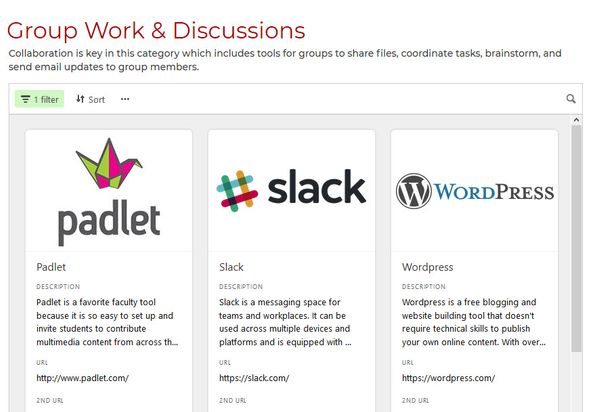 Group Work & Discussions
Collaboration is key in this category which includes tools for groups to share files, coordinate tasks, brainstorm, and
send email updates to group members.
1 filter
Sort
padlet
slack
WORDPRESS
Padlet
DESCRIPTION
Padlet is a favorite faculty tool
because it is so easy to set up and
invite students to contribute
multimedia content from across th...
URL
http://www.padlet.com/
2ND URL
Slack
DESCRIPTION
Slack is a messaging space for
teams and workplaces. It can be
used across multiple devices and
platforms and is equipped with ...
URL
https://slack.com/
2ND URL
Wordpress
DESCRIPTION
Wordpress is a free blogging and
website building tool that doesn't
require technical skills to publish
your own online content. With over...
URL
https://wordpress.com/
2ND URL